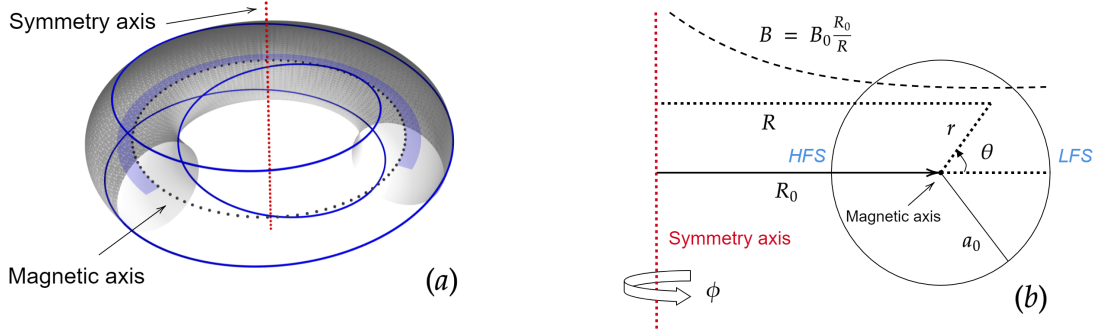 Symmetry axis
Magnetic axis
(a)
B = B₀ R₀/R
R
r
θ
HFS
LFS
R₀
Magnetic axis
a₀
Symmetry axis
ϕ
(b)